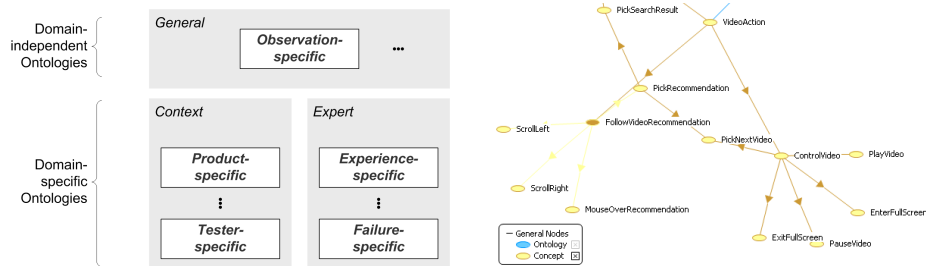 Domain-
independent
Ontologies
General
Observation-
specific
...
Domain-
specific
Ontologies
Context
Product-
specific
Tester-
specific
Expert
Experience-
specific
Failure-
specific
PickSearchResult
VideoAction
PickRecommendation
FollowVideoRecommendation
ScrollLeft
PickNextVideo
ControlVideo
PlayVideo
ScrollRight
MouseOverRecommendation
EnterFullScreen
ExitFullScreen
PauseVideo
General Nodes
Ontology
Concept